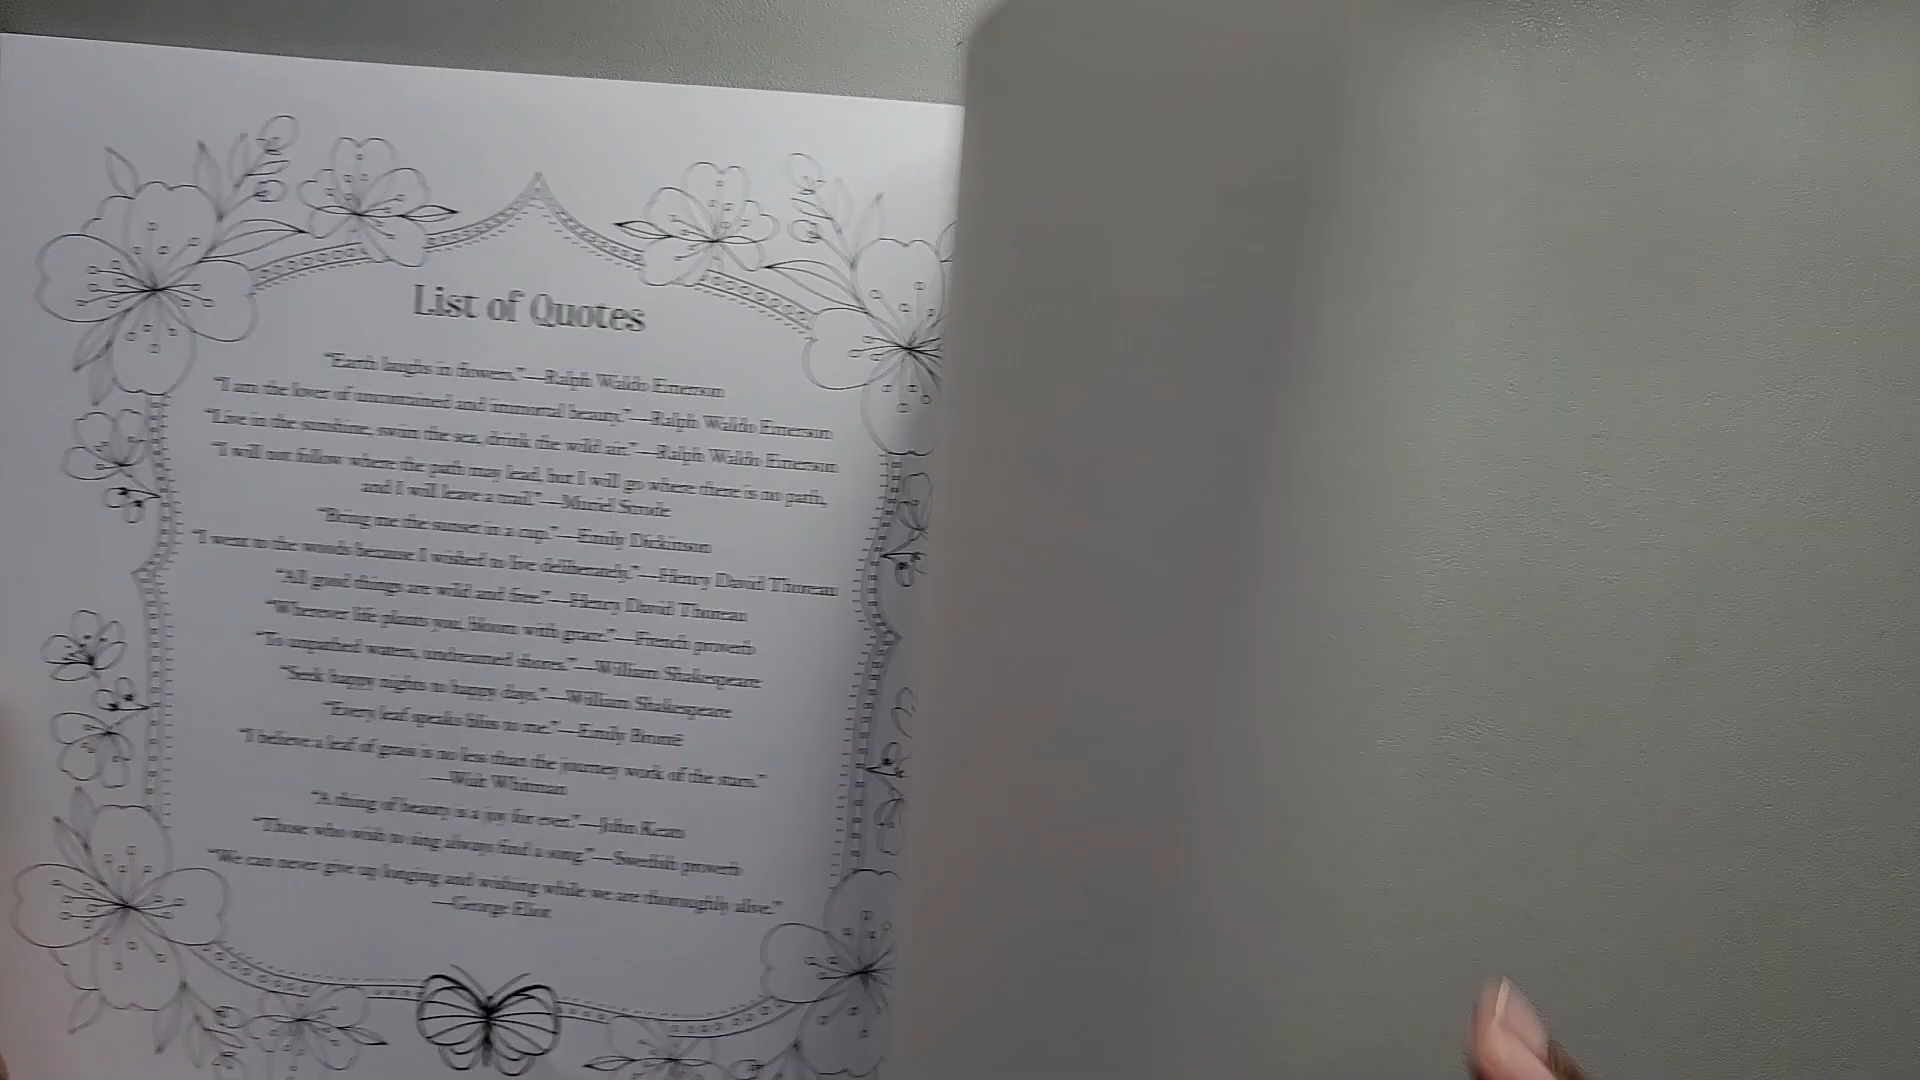 List of Quotes
“Earth laughs in flowers.”—Ralph Waldo Emerson
“I am the lover of uncontained and immortal beauty.”—Ralph Waldo Emerson
“Live in the sunshine, swim the sea, drink the wild air.”—Ralph Waldo Emerson
“I will not follow where the path may lead, but I will go where there is no path,
and I will leave a trail.”—Muriel Strode
“Bring me the sunset in a cup.”—Emily Dickinson
“I went to the woods because I wished to live deliberately.”—Henry David Thoreau
“All good things are wild and free.”—Henry David Thoreau
“Wherever life plants you, bloom with grace.”—French proverb
“To unpathed waters, undreamed shores.”—William Shakespeare
“Seek happy nights to happy days.”—William Shakespeare
“Every leaf speaks bliss to me.”—Emily Brontë
“I believe a leaf of grass is no less than the journey work of the stars.”
—Walt Whitman
“A thing of beauty is a joy for ever.”—John Keats
“Those who wish to sing always find a song.”—Swedish proverb
“We can never give up longing and wishing while we are thoroughly alive.”
—George Eliot